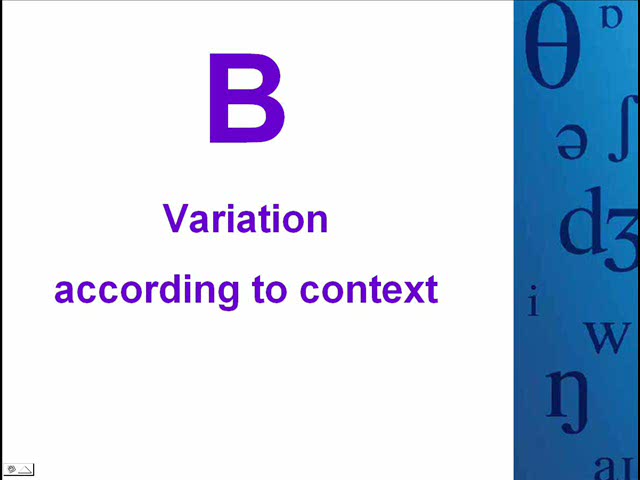 B
Variation
according to context
θ
ɒ
ə ʃ
dʒ
i
w
ŋ
aɪ